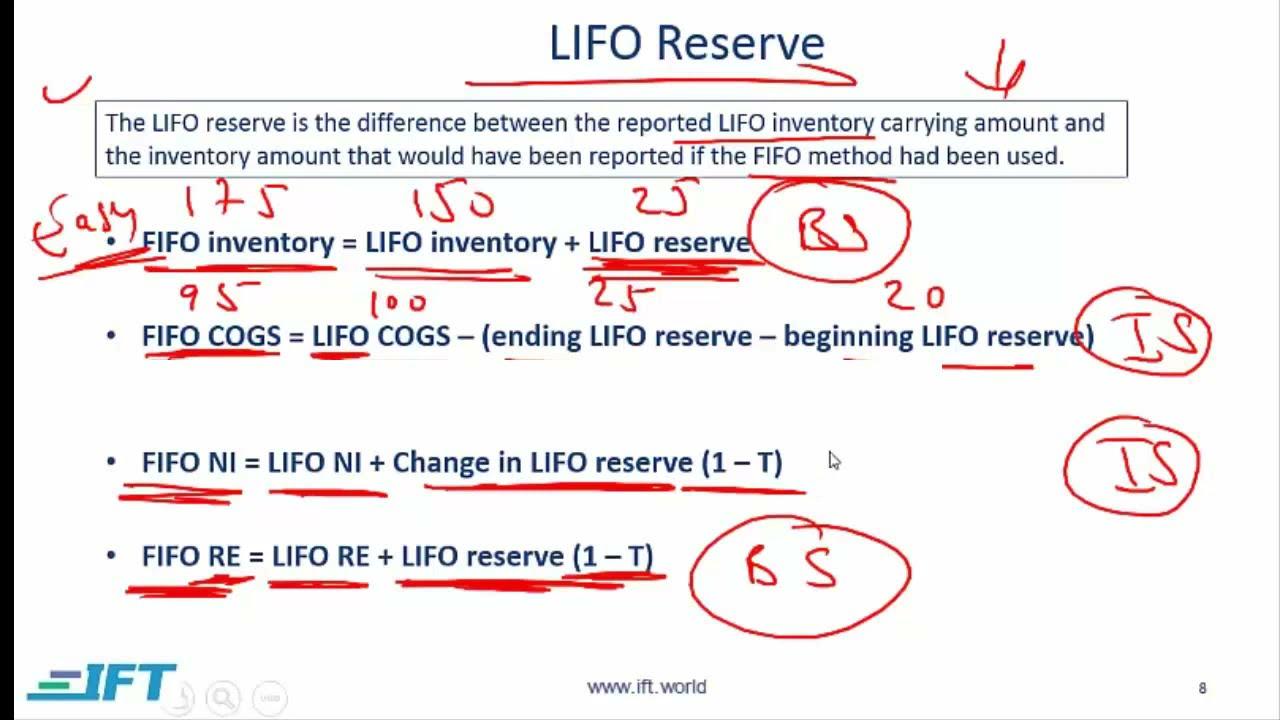 LIFO Reserve
The LIFO reserve is the difference between the reported LIFO inventory carrying amount and
the inventory amount that would have been reported if the FIFO method had been used.
175 150 25
Easy
• FIFO inventory = LIFO inventory + LIFO reserve BS
95 100 25 20
• FIFO COGS = LIFO COGS – (ending LIFO reserve – beginning LIFO reserve) IS
• FIFO NI = LIFO NI + Change in LIFO reserve (1 – T) IS
• FIFO RE = LIFO RE + LIFO reserve (1 – T) BS
IFT
www.ift.world
8